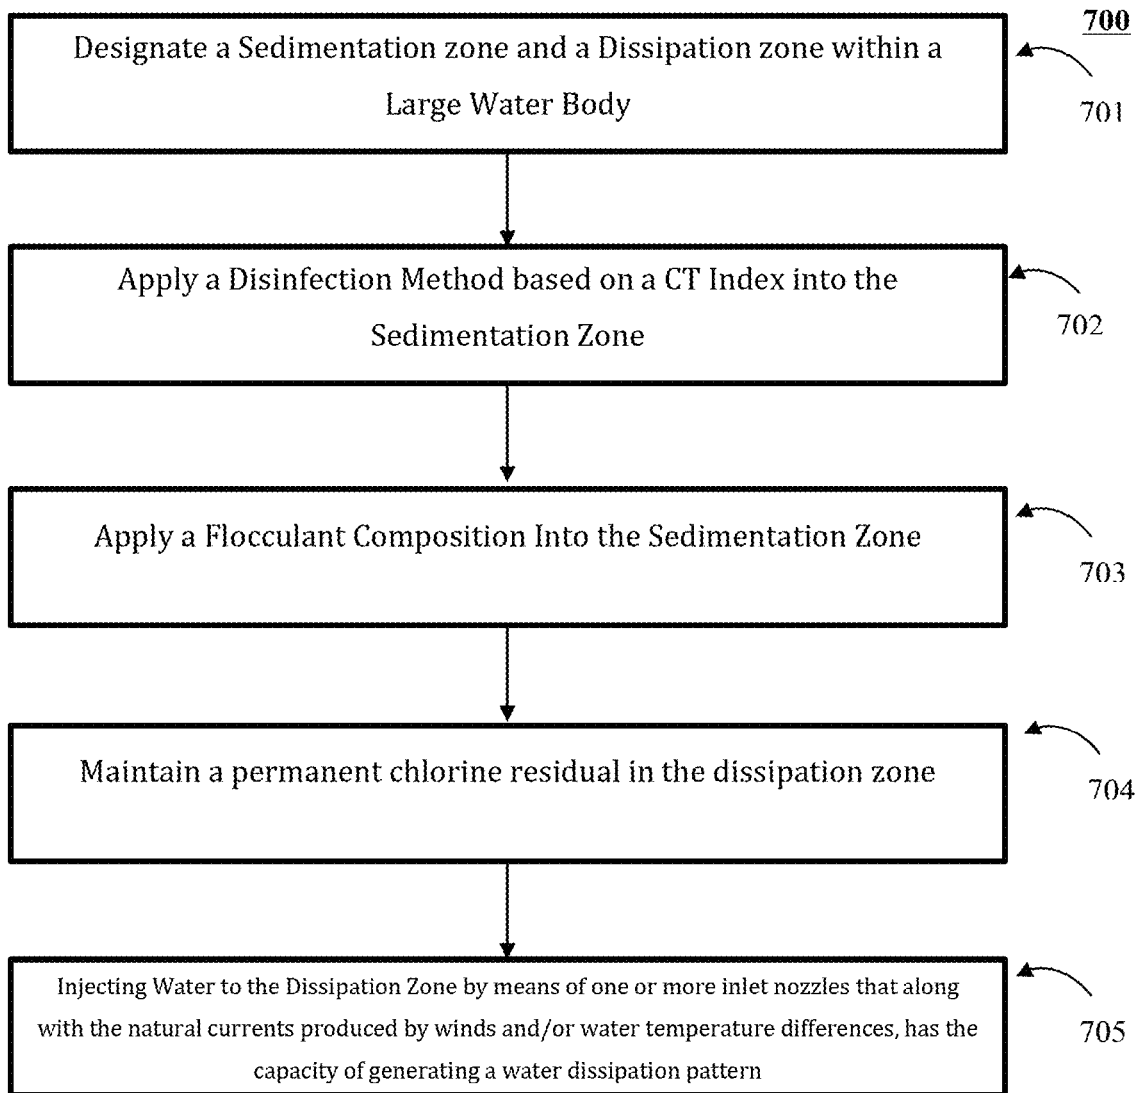 700
Designate a Sedimentation zone and a Dissipation zone within a
Large Water Body
701
Apply a Disinfection Method based on a CT Index into the
Sedimentation Zone
702
Apply a Flocculant Composition Into the Sedimentation Zone
703
Maintain a permanent chlorine residual in the dissipation zone
704
Injecting Water to the Dissipation Zone by means of one or more inlet nozzles that along
with the natural currents produced by winds and/or water temperature differences, has the
capacity of generating a water dissipation pattern
705